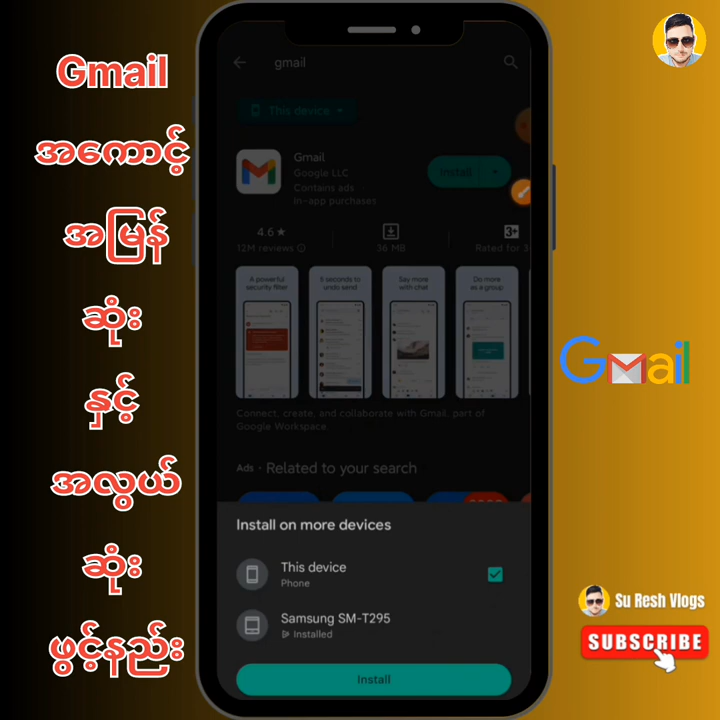 Gmail
အကောင့်
အမြန်
ဆုံး
နှင့်
အလွယ်
ဆုံး
ဖွင့်နည်း
gmail
This device
Gmail
Google LLC
Contains ads ·
In-app purchases
Install
4.6★
12M reviews
36 MB
3+
Rated for 3
A powerful
security filter
5 seconds to
undo send
Say more
with chat
Do more
as a group
Connect, create, and collaborate with Gmail, part of
Google Workspace
Ads · Related to your search
Install on more devices
This device
Phone
Samsung SM-T295
Installed
Install
Gmail
Su Resh Vlogs
SUBSCRIBE